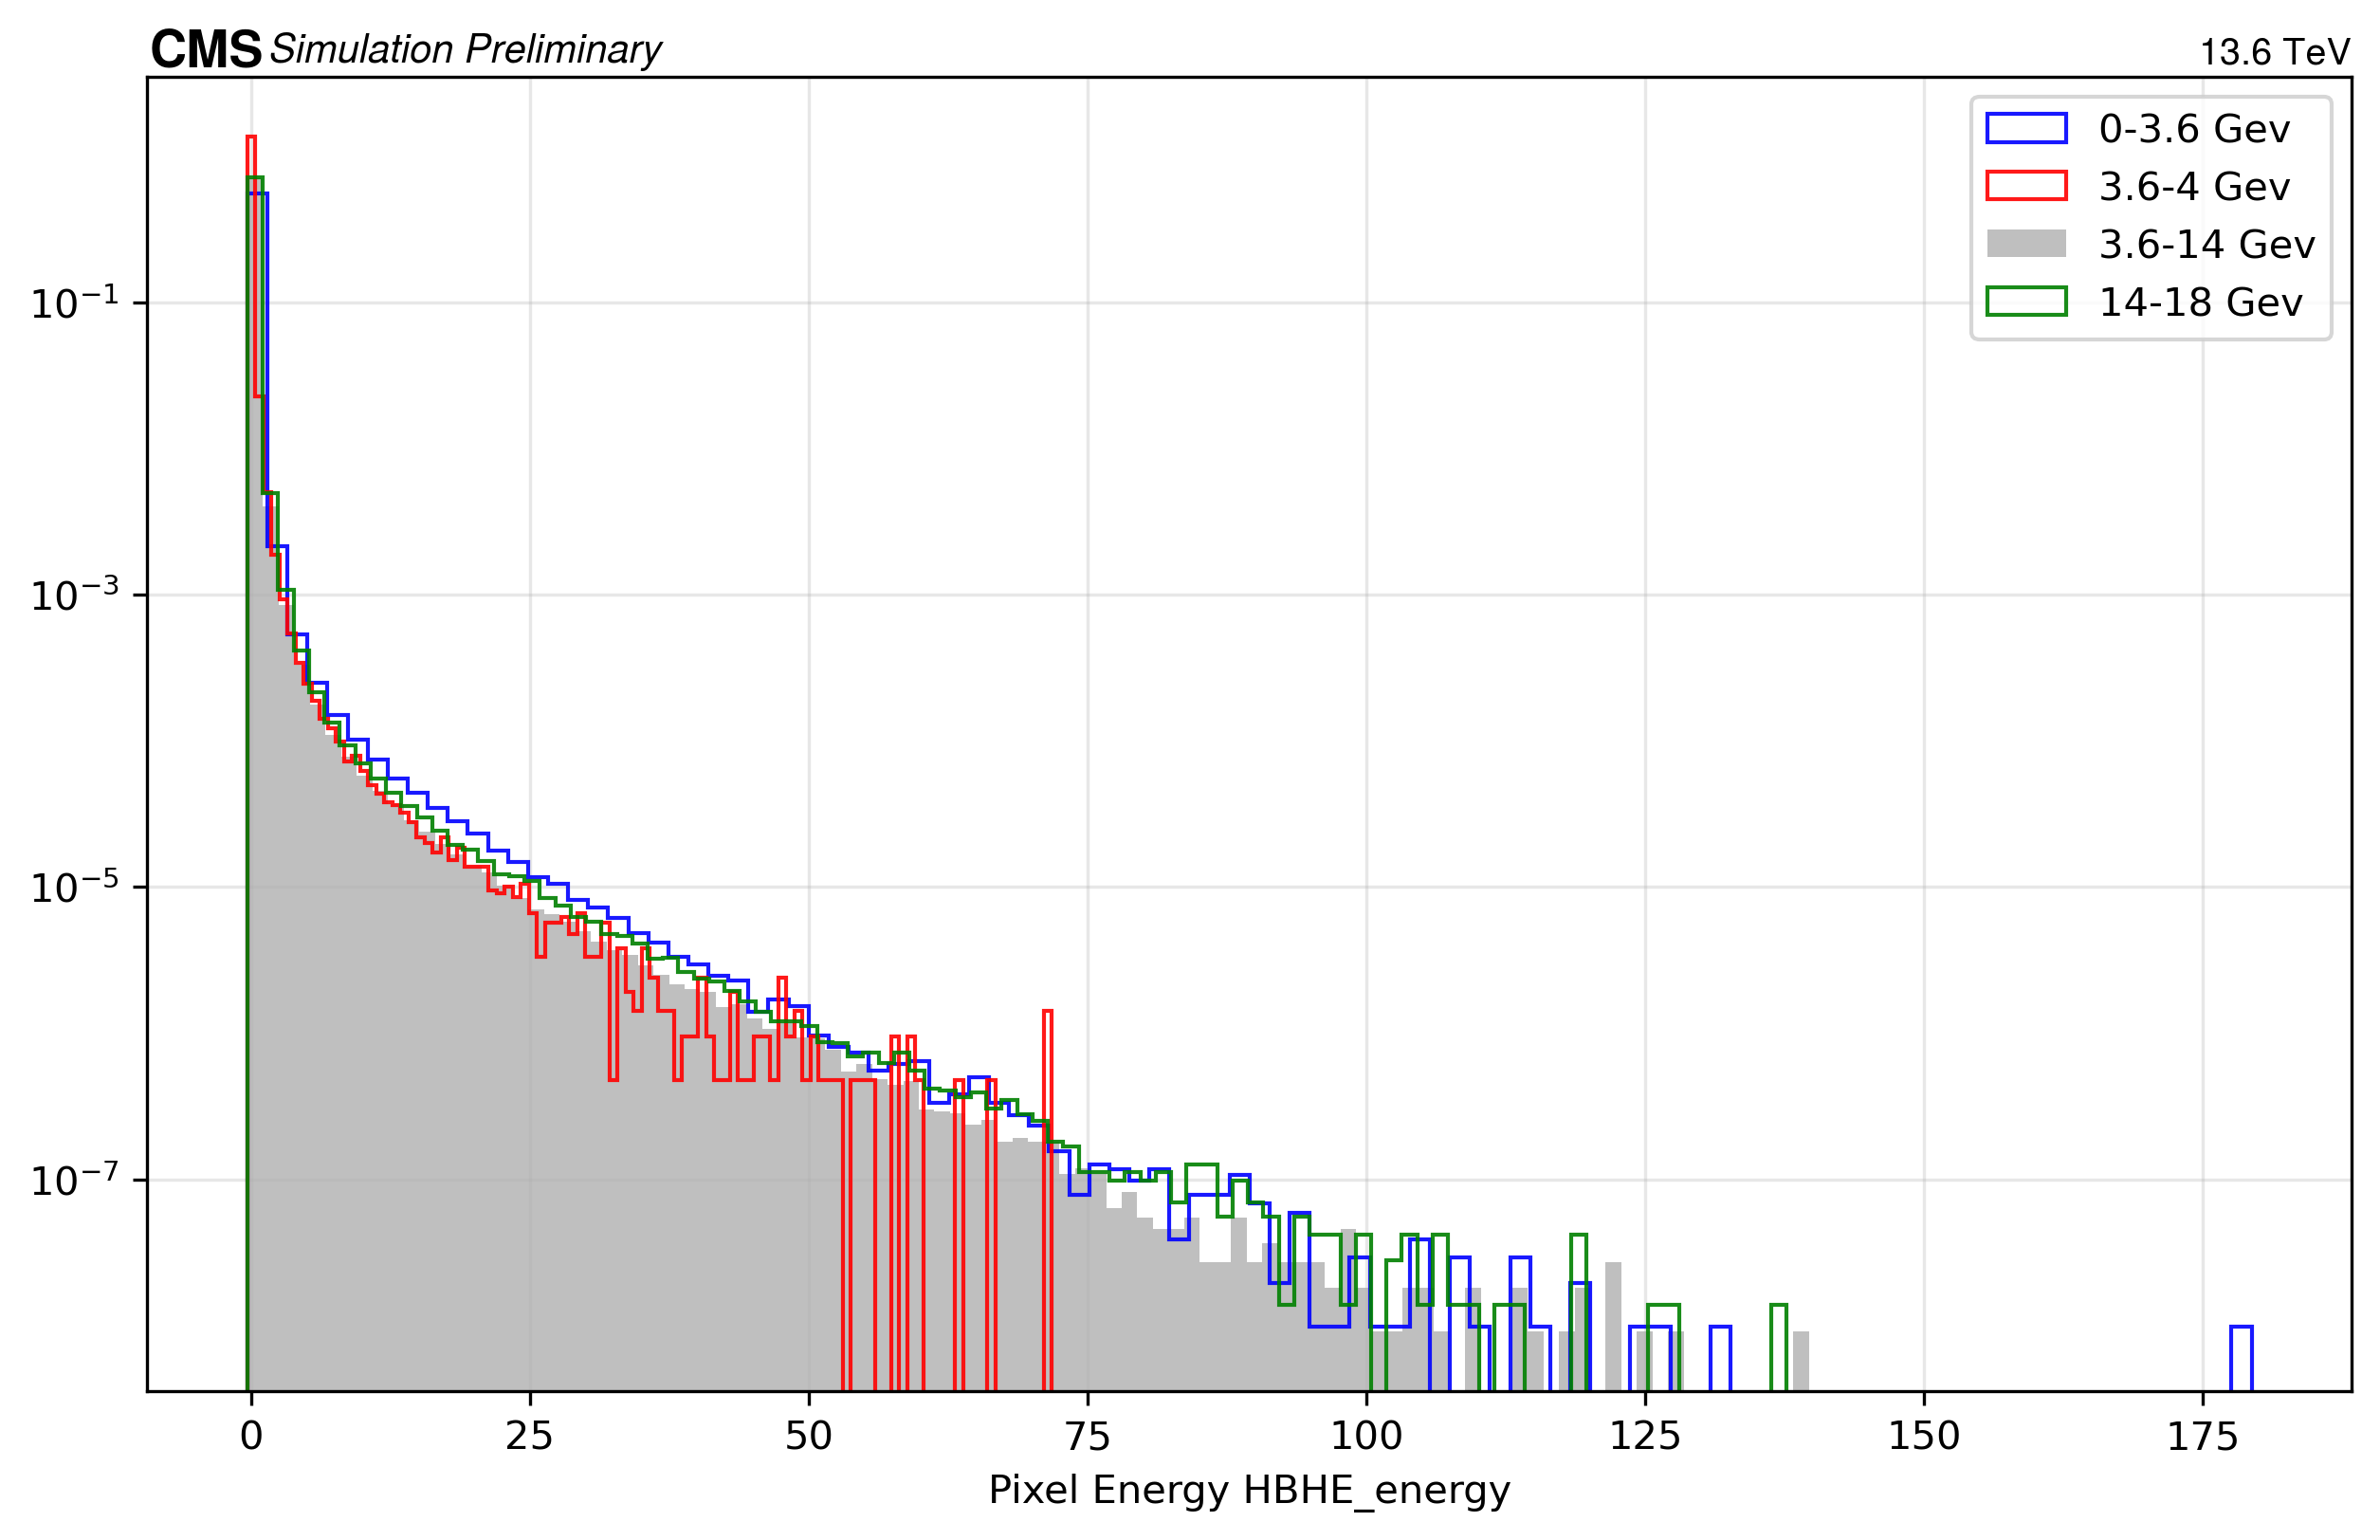 CMS Simulation Preliminary 13.6 TeV
0-3.6 Gev
3.6-4 Gev
3.6-14 Gev
14-18 Gev
10⁻¹
10⁻³
10⁻⁵
10⁻⁷
0 25 50 75 100 125 150 175
Pixel Energy HBHE_energy